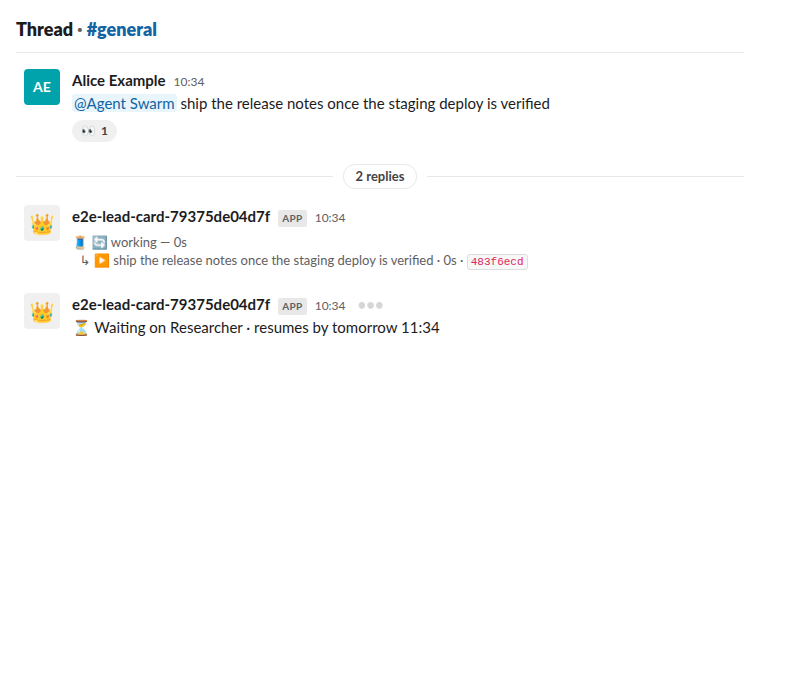 Thread • #general
AE
Alice Example 10:34
@Agent Swarm ship the release notes once the staging deploy is verified
👀 1
2 replies
e2e-lead-card-79375de04d7f APP 10:34
🧵 🔄 working — 0s
↳ ▶️ ship the release notes once the staging deploy is verified · 0s · 483f6ecd
e2e-lead-card-79375de04d7f APP 10:34
⏳ Waiting on Researcher · resumes by tomorrow 11:34